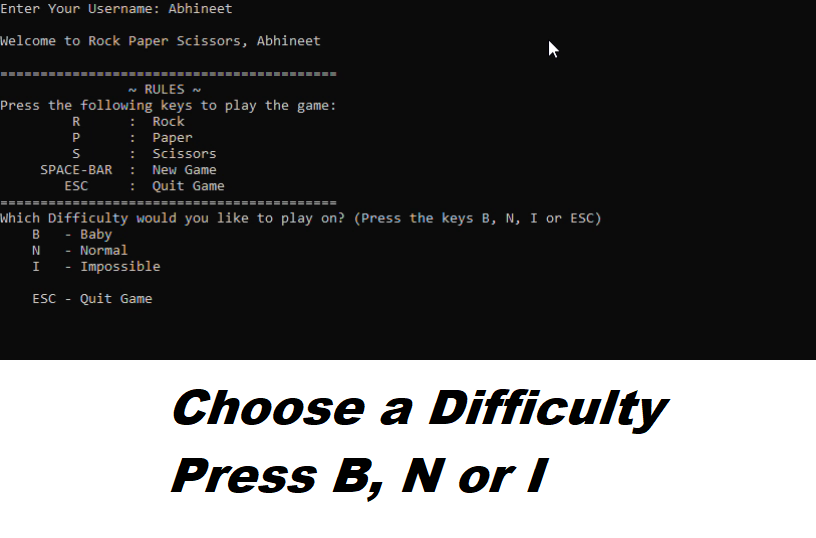 Enter Your Username: Abhineet
Welcome to Rock Paper Scissors, Abhineet
==========================================
~ RULES ~
Press the following keys to play the game:
R : Rock
P : Paper
S : Scissors
SPACE-BAR : New Game
ESC : Quit Game
==========================================
Which Difficulty would you like to play on? (Press the keys B, N, I or ESC)
B - Baby
N - Normal
I - Impossible
ESC - Quit Game
Choose a Difficulty
Press B, N or I